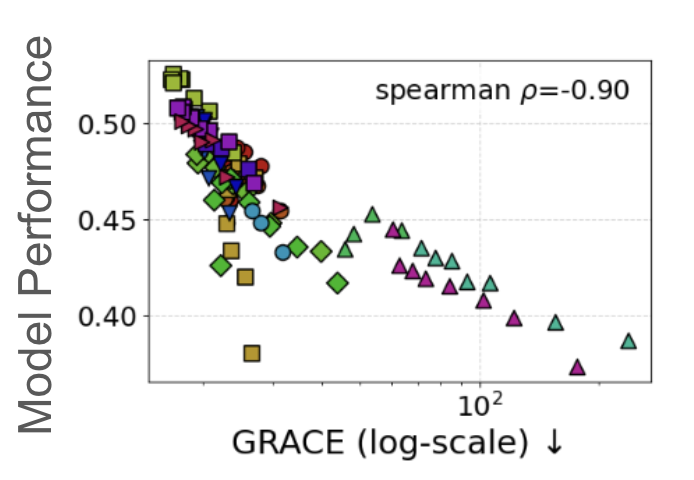 Model Performance
spearman ρ=-0.90
0.50
0.45
0.40
10²
GRACE (log-scale) ↓